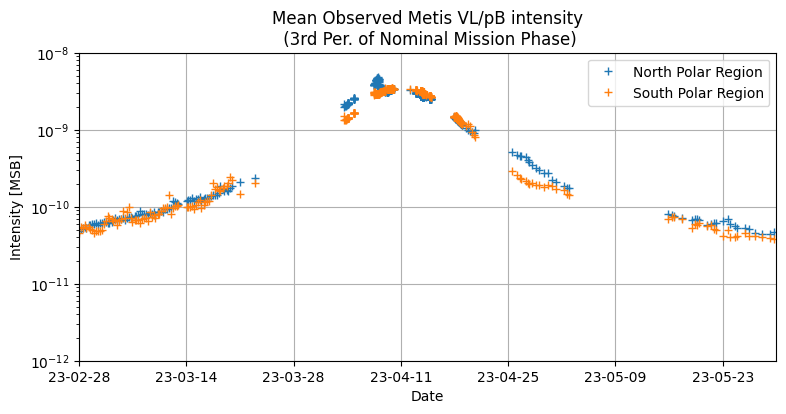 Mean Observed Metis VL/pB intensity
(3rd Per. of Nominal Mission Phase)
Intensity [MSB]
10^-8
10^-9
10^-10
10^-11
10^-12
North Polar Region
South Polar Region
23-02-28 23-03-14 23-03-28 23-04-11 23-04-25 23-05-09 23-05-23
Date